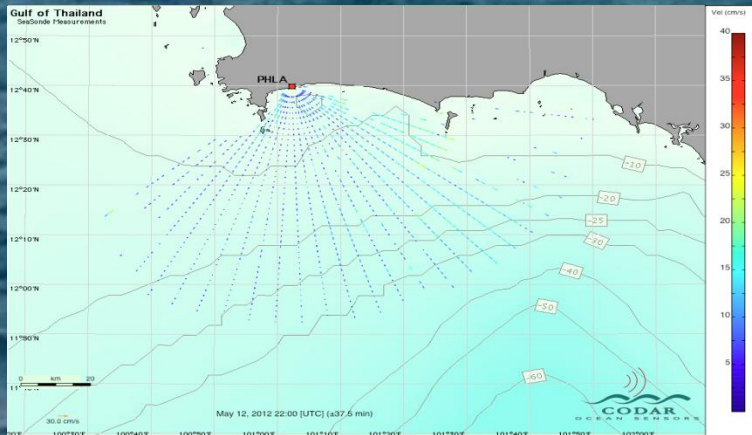 Gulf of Thailand
SeaSonde Measurements
Vel (cm/s)
12°50'N
12°40'N
12°30'N
12°20'N
12°10'N
12°00'N
11°50'N
PHLA
40
35
30
25
20
15
10
5
-10
-20
-25
-30
-40
-50
-60
0 km 20
30.0 cm/s
May 12, 2012 22:00 [UTC] (±37.5 min)
CODAR
OCEAN SENSORS